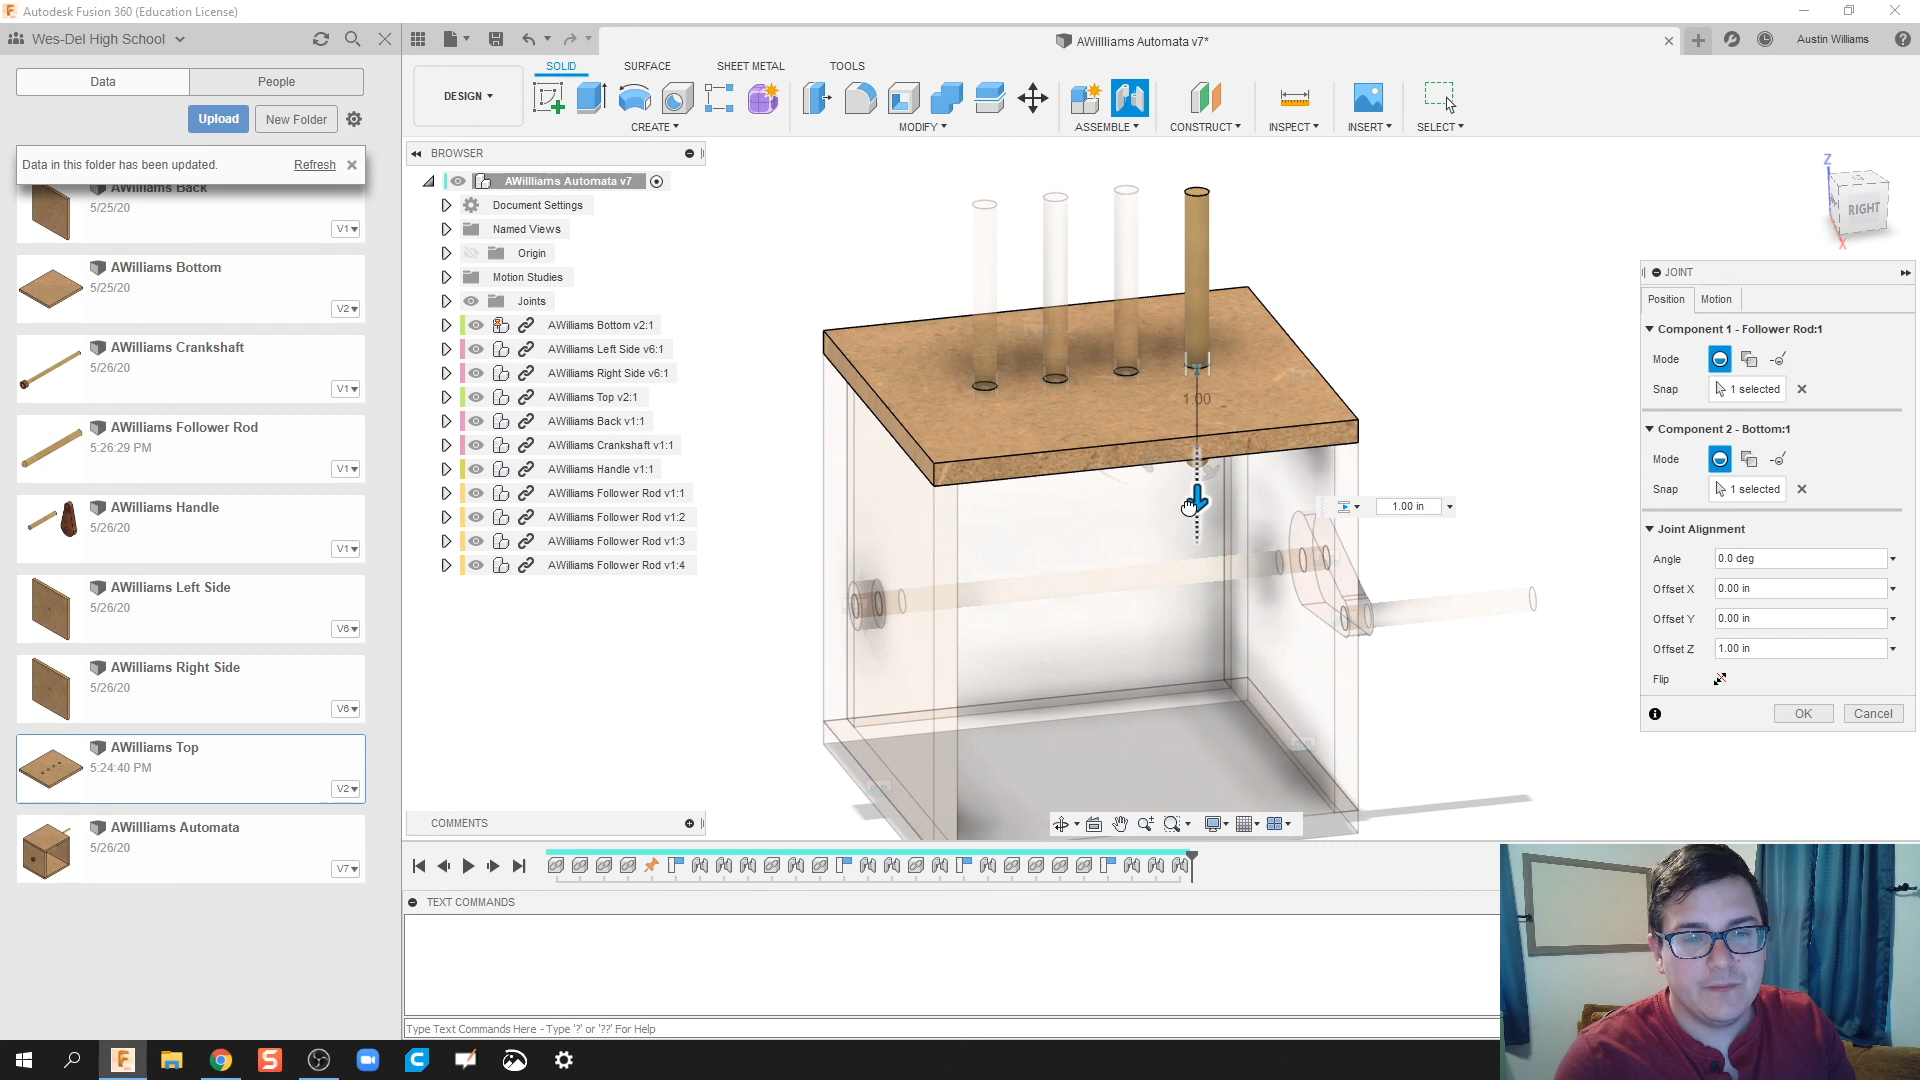 Autodesk Fusion 360 (Education License)
Wes-Del High School
AWillliams Automata v7*
Austin Williams
Data
People
Upload
New Folder
Data in this folder has been updated.
Refresh
AWilliams Back
5/25/20
V1
AWilliams Bottom
5/25/20
V2
AWilliams Crankshaft
5/26/20
V1
AWilliams Follower Rod
5:26:29 PM
V1
AWilliams Handle
5/26/20
V1
AWilliams Left Side
5/26/20
V6
AWilliams Right Side
5/26/20
V6
AWilliams Top
5:24:40 PM
V2
AWillliams Automata
5/26/20
V7
SOLID
SURFACE
SHEET METAL
TOOLS
DESIGN
CREATE
MODIFY
ASSEMBLE
CONSTRUCT
INSPECT
INSERT
SELECT
BROWSER
AWillliams Automata v7
Document Settings
Named Views
Origin
Motion Studies
Joints
AWilliams Bottom v2:1
AWilliams Left Side v6:1
AWilliams Right Side v6:1
AWilliams Top v2:1
AWilliams Back v1:1
AWilliams Crankshaft v1:1
AWilliams Handle v1:1
AWilliams Follower Rod v1:1
AWilliams Follower Rod v1:2
AWilliams Follower Rod v1:3
AWilliams Follower Rod v1:4
1.00
1.00 in
Z
RIGHT
X
JOINT
Position
Motion
Component 1 - Follower Rod:1
Mode
Snap
1 selected
Component 2 - Bottom:1
Mode
Snap
1 selected
Joint Alignment
Angle
0.0 deg
Offset X
0.00 in
Offset Y
0.00 in
Offset Z
1.00 in
Flip
OK
Cancel
COMMENTS
TEXT COMMANDS
Type Text Commands Here - Type '?' or '??' For Help